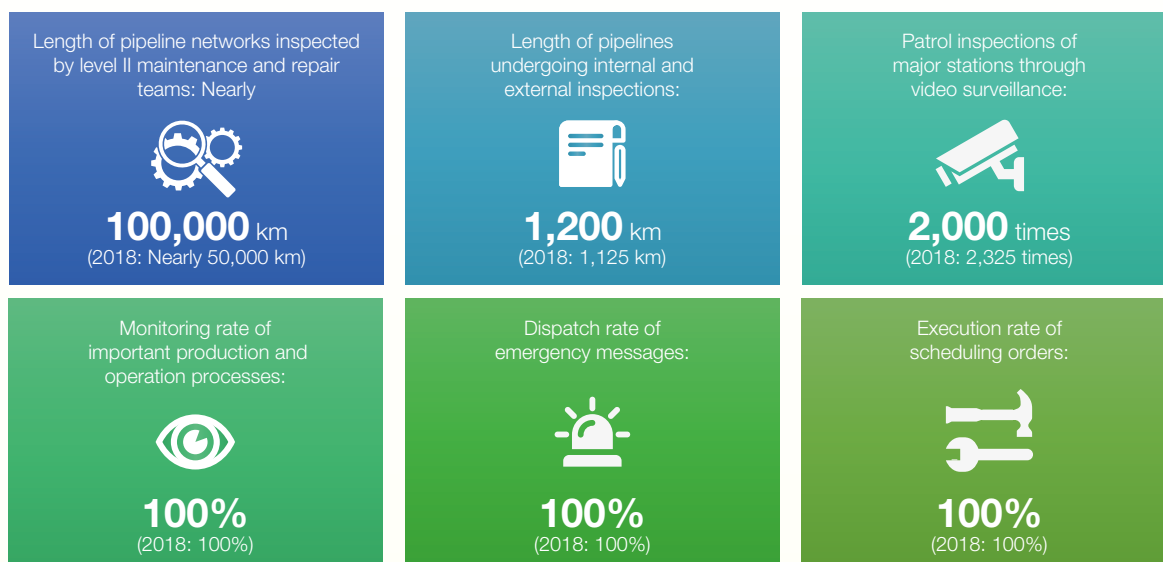 Length of pipeline networks inspected
by level II maintenance and repair
teams: Nearly
100,000 km
(2018: Nearly 50,000 km)
Length of pipelines
undergoing internal and
external inspections:
1,200 km
(2018: 1,125 km)
Patrol inspections of
major stations through
video surveillance:
2,000 times
(2018: 2,325 times)
Monitoring rate of
important production and
operation processes:
100%
(2018: 100%)
Dispatch rate of
emergency messages:
100%
(2018: 100%)
Execution rate of
scheduling orders:
100%
(2018: 100%)